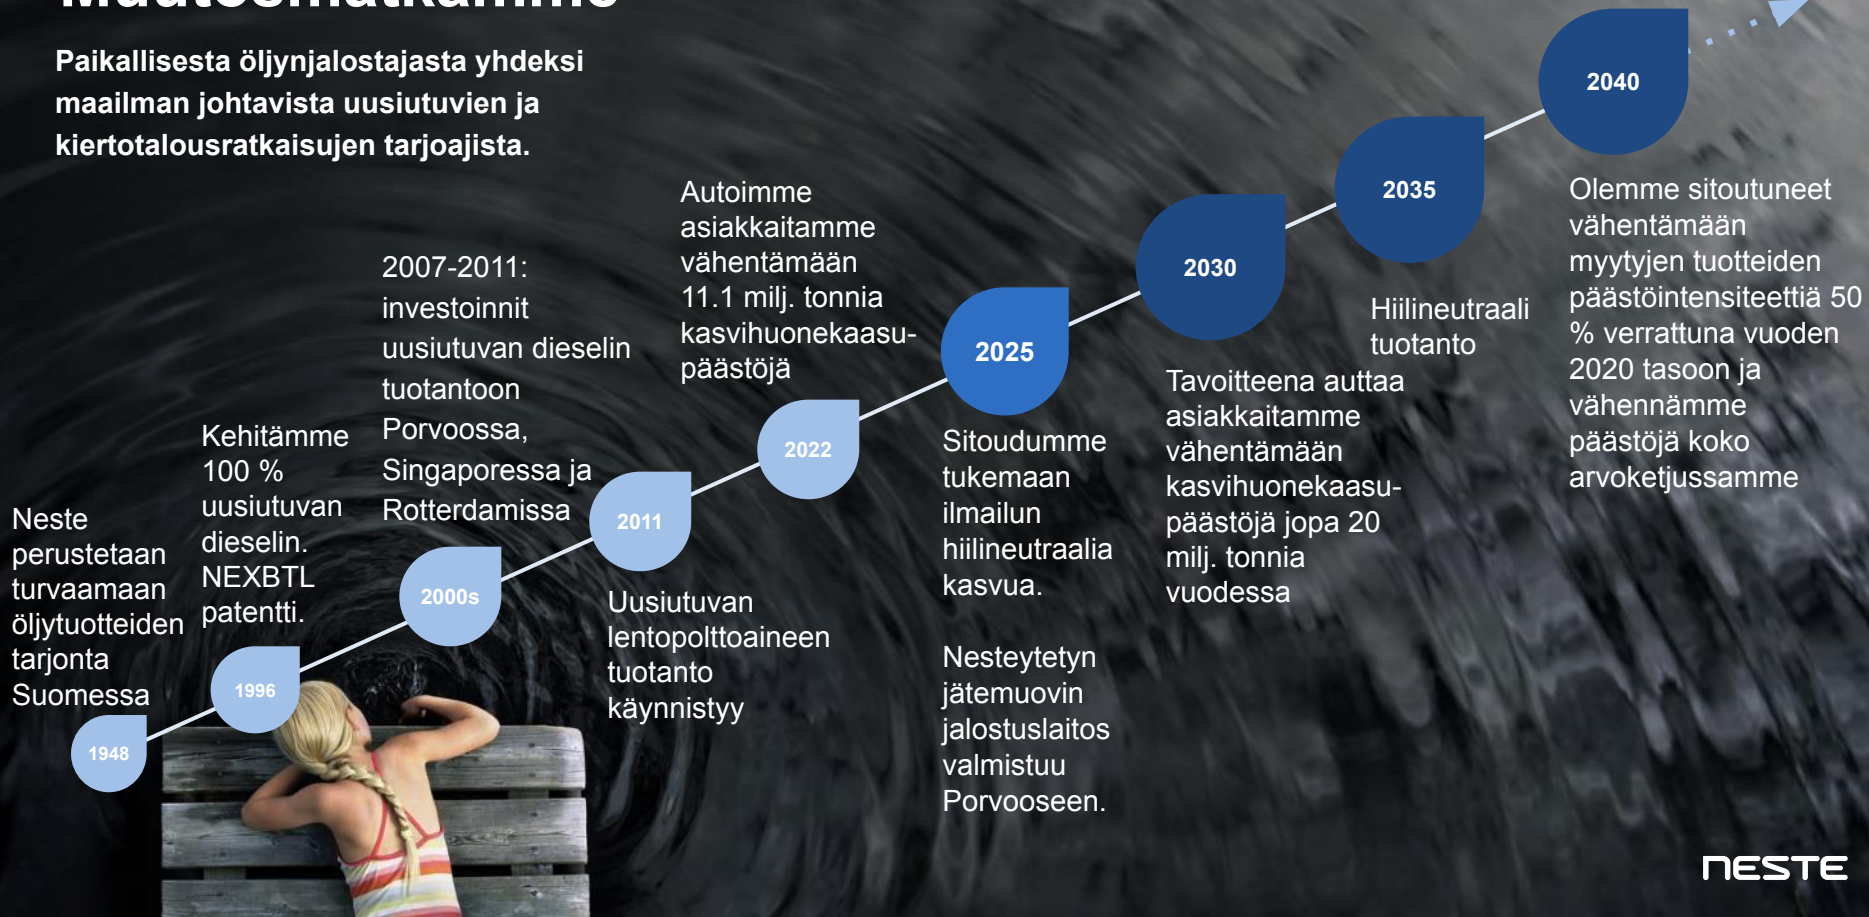 Muutosmatkamme
Paikallisesta öljynjalostajasta yhdeksi
maailman johtavista uusiutuvien ja
kiertotalousratkaisujen tarjoajista.
Neste
perustetaan
turvaamaan
öljytuotteiden
tarjonta
Suomessa
1948
Kehitämme
100 %
uusiutuvan
dieselin.
NEXBTL
patentti.
1996
2007-2011:
investoinnit
uusiutuvan dieselin
tuotantoon
Porvoossa,
Singaporessa ja
Rotterdamissa
2000s
2011
Uusiutuvan
lentopolttoaineen
tuotanto
käynnistyy
Autoimme
asiakkaitamme
vähentämään
11.1 milj. tonnia
kasvihuonekaasu-
päästöjä
2022
2025
Sitoudumme
tukemaan
ilmailun
hiilineutraalia
kasvua.
Nesteytetyn
jätemuovin
jalostuslaitos
valmistuu
Porvooseen.
2030
Tavoitteena auttaa
asiakkaitamme
vähentämään
kasvihuonekaasu-
päästöjä jopa 20
milj. tonnia
vuodessa
2035
Hiilineutraali
tuotanto
2040
Olemme sitoutuneet
vähentämään
myytyjen tuotteiden
päästöintensiteettiä 50
% verrattuna vuoden
2020 tasoon ja
vähennämme
päästöjä koko
arvoketjussamme
NESTE